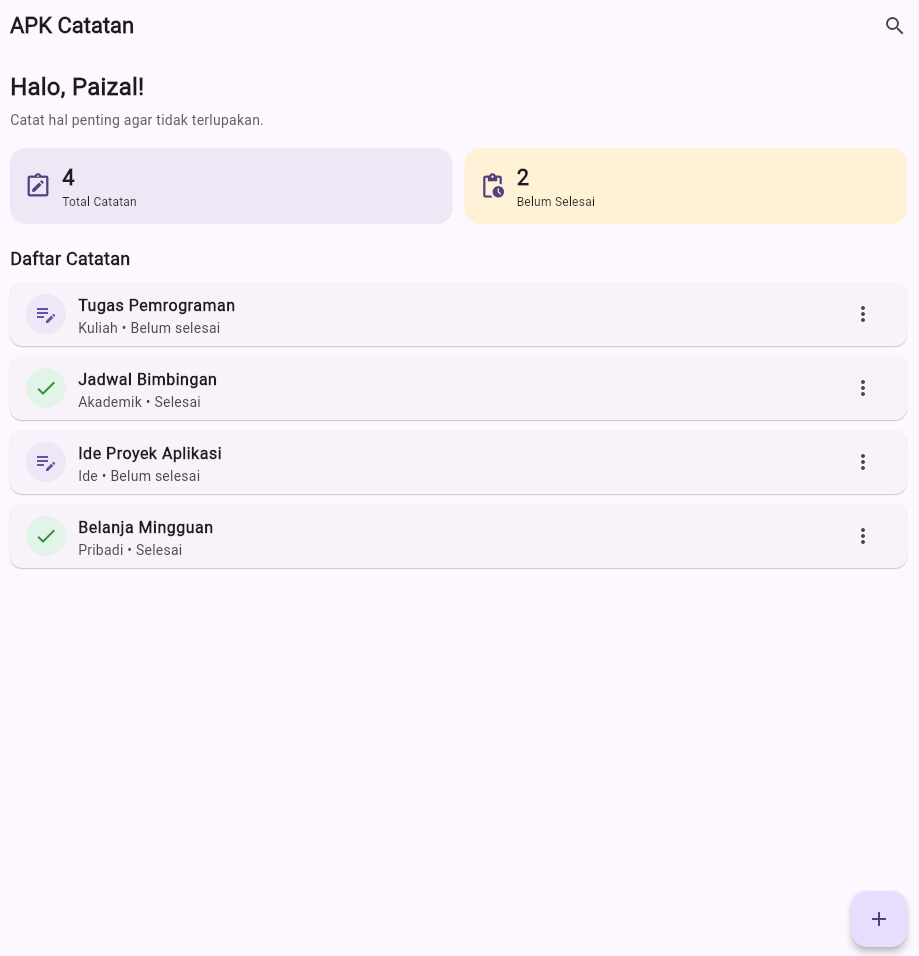 APK Catatan
Halo, Paizal!
Catat hal penting agar tidak terlupakan.
4
Total Catatan
2
Belum Selesai
Daftar Catatan
Tugas Pemrograman
Kuliah • Belum selesai
Jadwal Bimbingan
Akademik • Selesai
Ide Proyek Aplikasi
Ide • Belum selesai
Belanja Mingguan
Pribadi • Selesai